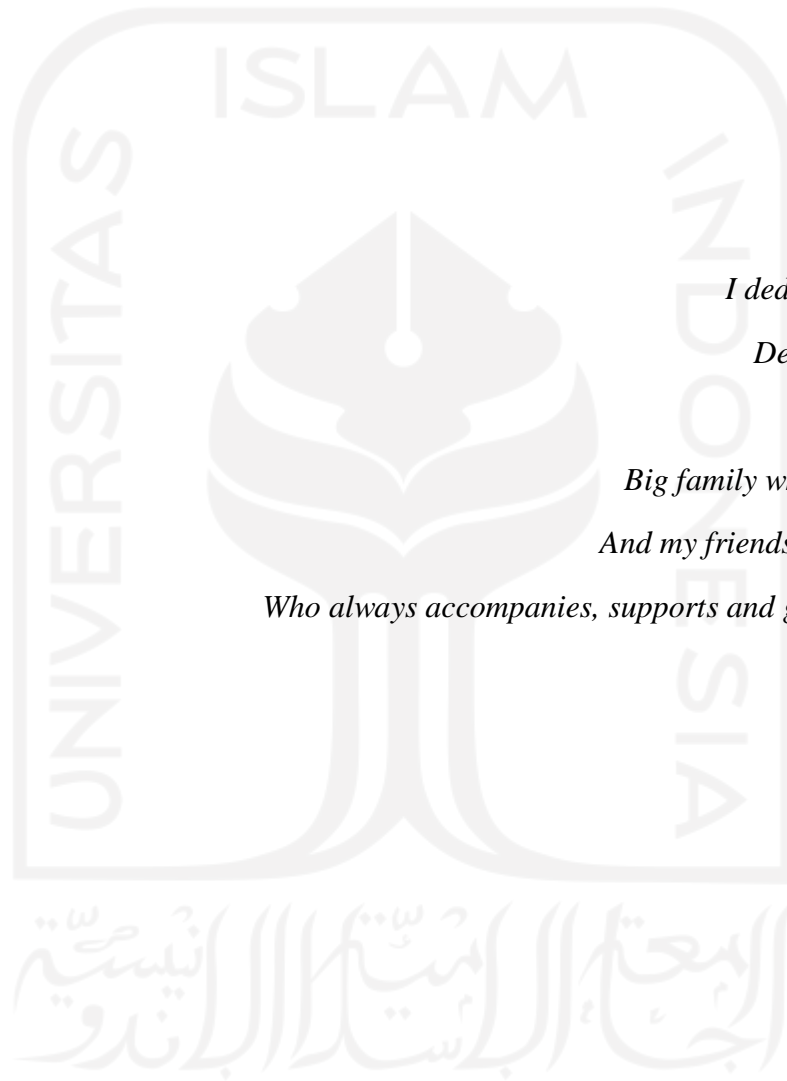 ISLAM
UNIVERSITAS
INDONESIA
I ded
De
Big family w
And my friends
Who always accompanies, supports and g